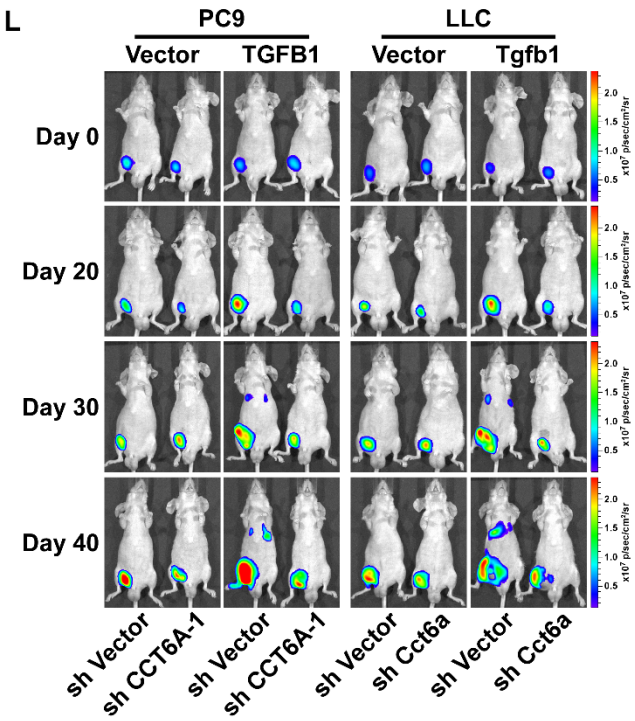 L
PC9 LLC
Vector TGFB1 Vector Tgfb1
Day 0
2.0
1.5
1.0
0.5
x10⁷ p/sec/cm²/sr
Day 20
2.0
1.5
1.0
0.5
x10⁷ p/sec/cm²/sr
Day 30
2.0
1.5
1.0
0.5
x10⁷ p/sec/cm²/sr
Day 40
2.0
1.5
1.0
0.5
x10⁷ p/sec/cm²/sr
sh Vector
sh CCT6A-1
sh Vector
sh CCT6A-1
sh Vector
sh Cct6a
sh Vector
sh Cct6a